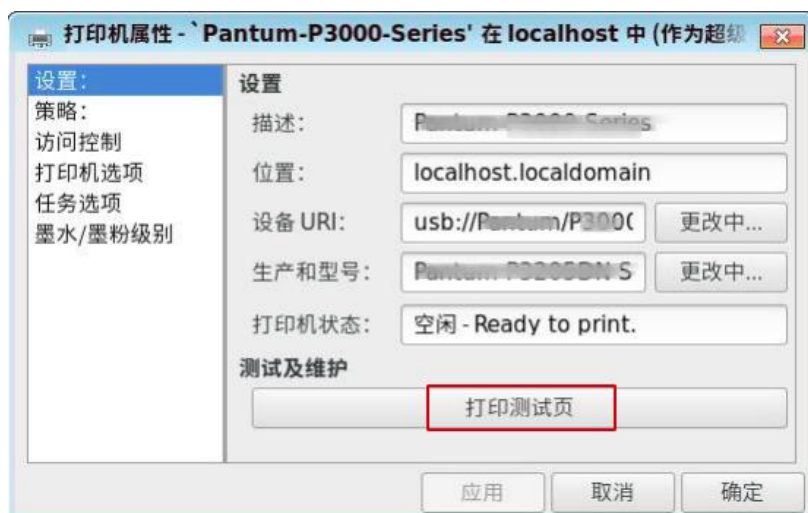 打印机属性 - `Pantum-P3000-Series' 在 localhost 中 (作为超级
设置:
策略:
访问控制
打印机选项
任务选项
墨水/墨粉级别
设置
描述:
位置: localhost.localdomain
设备 URI: usb://Pantum/P300( 更改中...
生产和型号: 更改中...
打印机状态: 空闲 - Ready to print.
测试及维护
打印测试页
应用 取消 确定